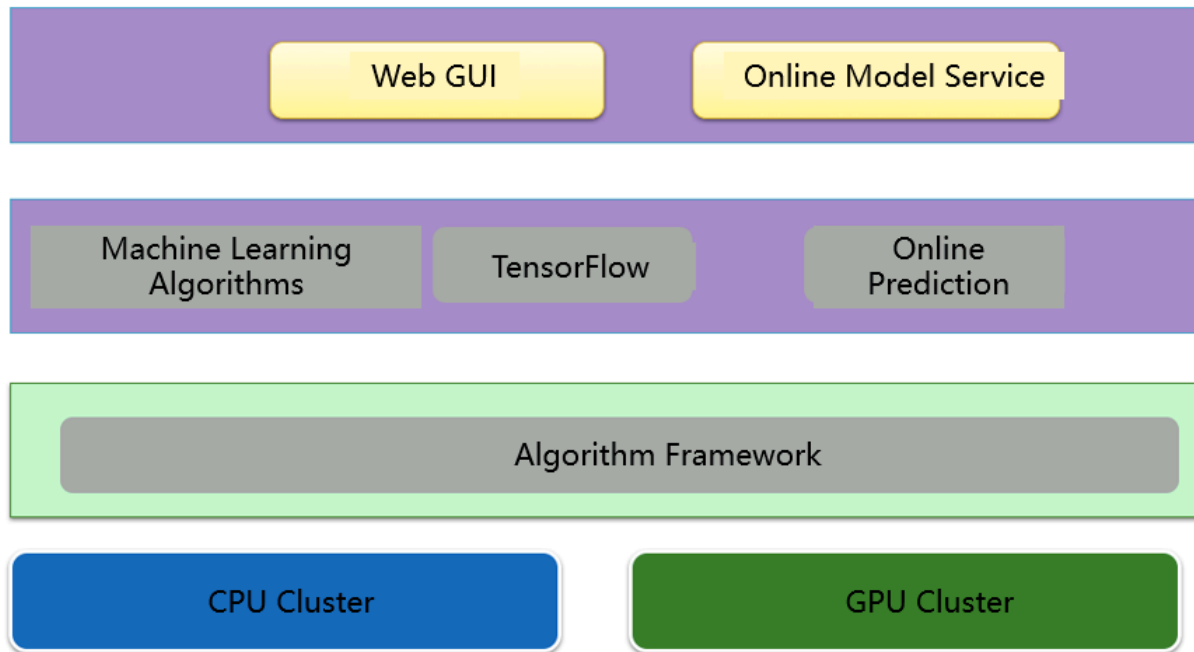 Web GUI
Online Model Service
Machine Learning
Algorithms
TensorFlow
Online
Prediction
Algorithm Framework
CPU Cluster
GPU Cluster